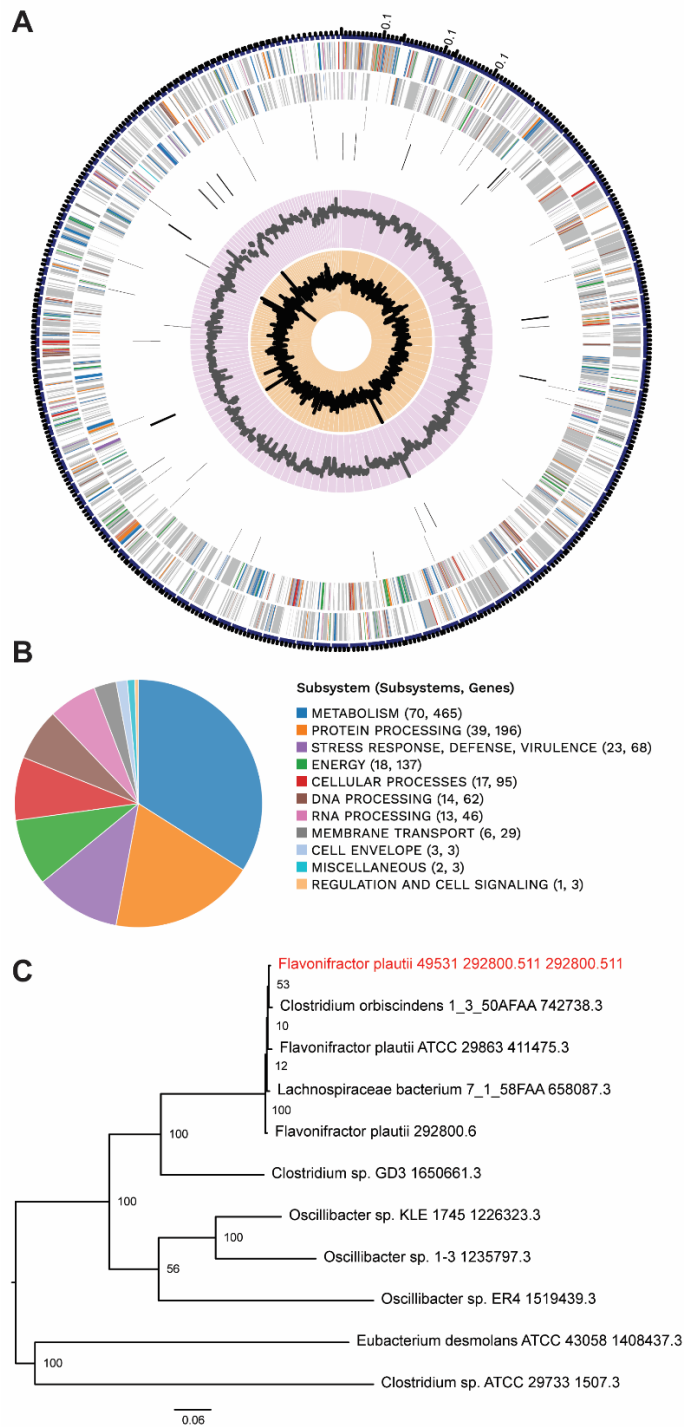 A
0.1
0.1
0.1
B
Subsystem (Subsystems, Genes)
METABOLISM (70, 465)
PROTEIN PROCESSING (39, 196)
STRESS RESPONSE, DEFENSE, VIRULENCE (23, 68)
ENERGY (18, 137)
CELLULAR PROCESSES (17, 95)
DNA PROCESSING (14, 62)
RNA PROCESSING (13, 46)
MEMBRANE TRANSPORT (6, 29)
CELL ENVELOPE (3, 3)
MISCELLANEOUS (2, 3)
REGULATION AND CELL SIGNALING (1, 3)
C
Flavonifractor plautii 49531 292800.511 292800.511
53
Clostridium orbiscindens 1_3_50AFAA 742738.3
10
Flavonifractor plautii ATCC 29863 411475.3
12
Lachnospiraceae bacterium 7_1_58FAA 658087.3
100
Flavonifractor plautii 292800.6
100
Clostridium sp. GD3 1650661.3
100
Oscillibacter sp. KLE 1745 1226323.3
100
Oscillibacter sp. 1-3 1235797.3
56
Oscillibacter sp. ER4 1519439.3
Eubacterium desmolans ATCC 43058 1408437.3
100
Clostridium sp. ATCC 29733 1507.3
0.06